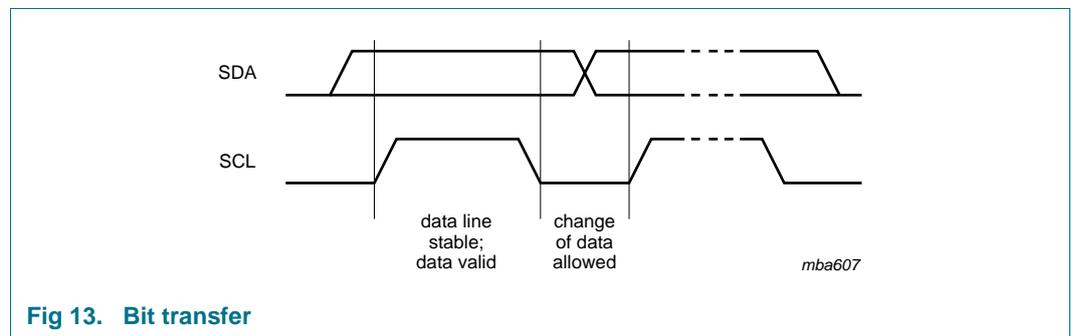 SDA
SCL
data line
stable;
data valid
change
of data
allowed
mba607
Fig 13. Bit transfer